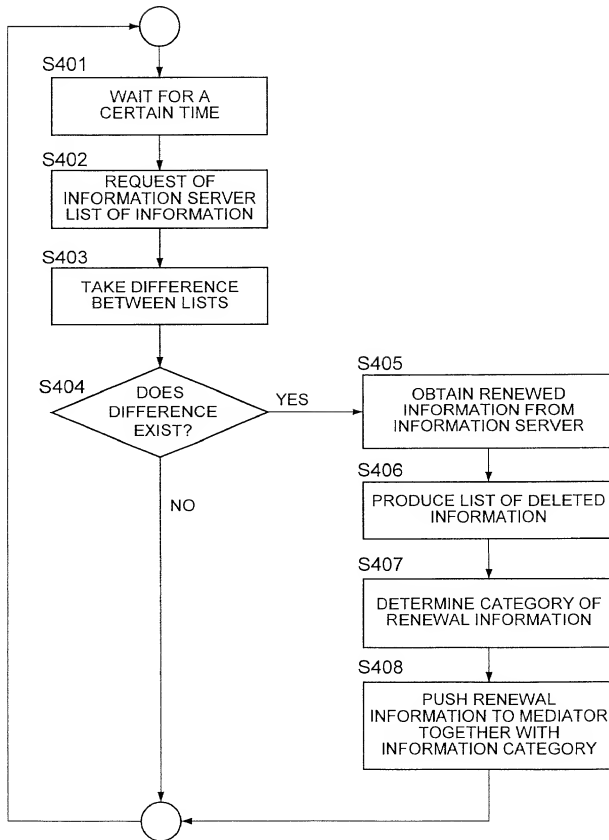 S401
WAIT FOR A
CERTAIN TIME
S402
REQUEST OF
INFORMATION SERVER
LIST OF INFORMATION
S403
TAKE DIFFERENCE
BETWEEN LISTS
S404
DOES
DIFFERENCE
EXIST?
YES
NO
S405
OBTAIN RENEWED
INFORMATION FROM
INFORMATION SERVER
S406
PRODUCE LIST OF DELETED
INFORMATION
S407
DETERMINE CATEGORY OF
RENEWAL INFORMATION
S408
PUSH RENEWAL
INFORMATION TO MEDIATOR
TOGETHER WITH
INFORMATION CATEGORY